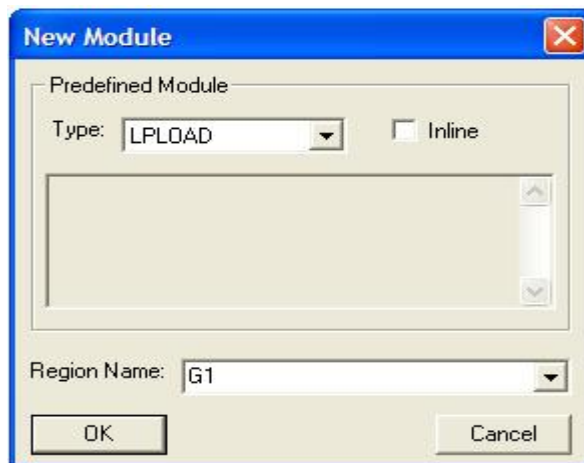 New Module
Predefined Module
Type: LPLOAD Inline
Region Name: G1
OK Cancel